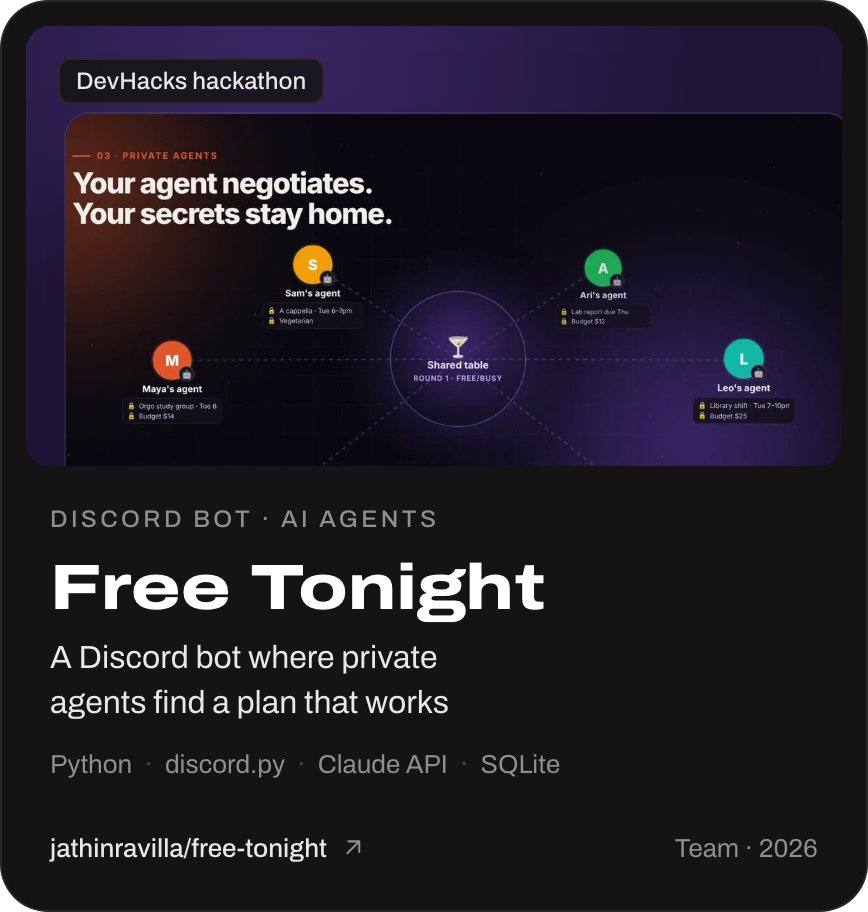 DevHacks hackathon
03 · PRIVATE AGENTS
Your agent negotiates.
Your secrets stay home.
S
Sam's agent
A cappella · Tue 6–7pm
Vegetarian
A
Ari's agent
Lab report due Thu
Budget $12
M
Maya's agent
Orgo study group · Tue 6
Budget $14
Shared table
ROUND 1 · FREE/BUSY
L
Leo's agent
Library shift · Tue 7–10pm
Budget $25
DISCORD BOT · AI AGENTS
Free Tonight
A Discord bot where private
agents find a plan that works
Python · discord.py · Claude API · SQLite
jathinravilla/free-tonight ↗
Team · 2026